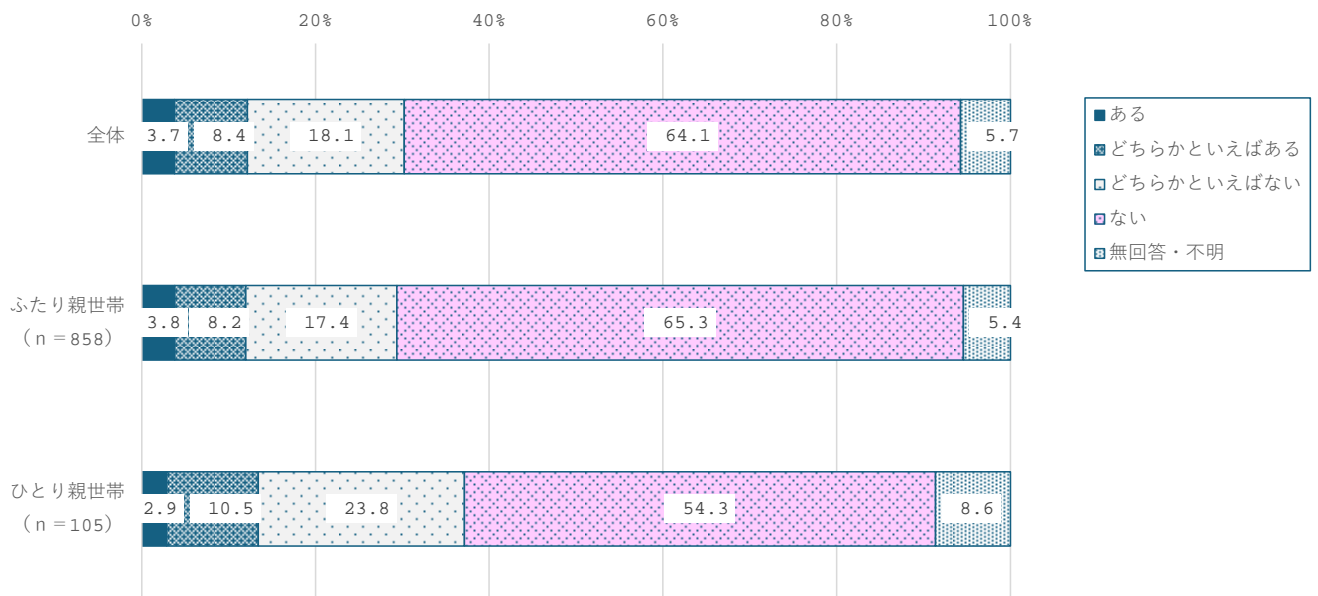 0% 20% 40% 60% 80% 100%
全体
3.7 8.4 18.1 64.1 5.7
ふたり親世帯
（n＝858）
3.8 8.2 17.4 65.3 5.4
ひとり親世帯
（n＝105）
2.9 10.5 23.8 54.3 8.6
ある
どちらかといえばある
どちらかといえばない
ない
無回答・不明